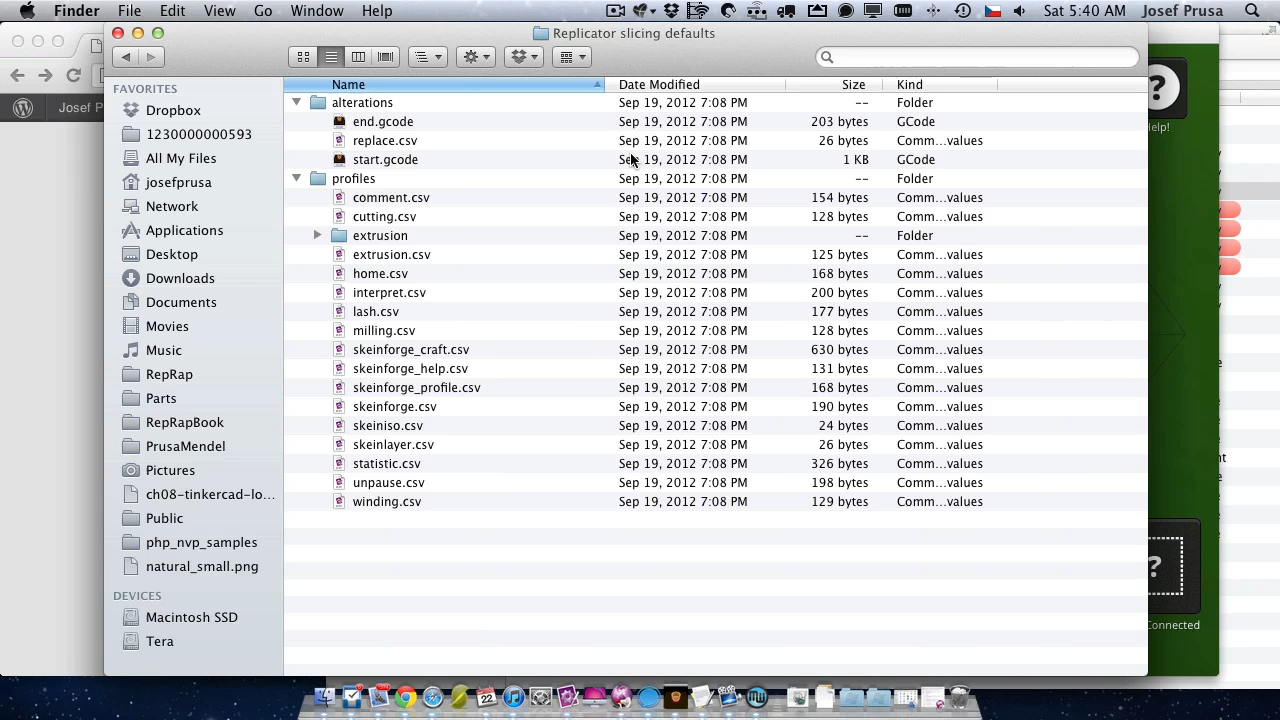 Finder File Edit View Go Window Help Sat 5:40 AM Josef Prusa
Replicator slicing defaults
Josef P
FAVORITES
Dropbox
1230000000593
All My Files
josefprusa
Network
Applications
Desktop
Downloads
Documents
Movies
Music
RepRap
Parts
RepRapBook
PrusaMendel
Pictures
ch08-tinkercad-lo...
Public
php_nvp_samples
natural_small.png
DEVICES
Macintosh SSD
Tera
Name Date Modified Size Kind
alterations Sep 19, 2012 7:08 PM -- Folder
end.gcode Sep 19, 2012 7:08 PM 203 bytes GCode
replace.csv Sep 19, 2012 7:08 PM 26 bytes Comm...values
start.gcode Sep 19, 2012 7:08 PM 1 KB GCode
profiles Sep 19, 2012 7:08 PM -- Folder
comment.csv Sep 19, 2012 7:08 PM 154 bytes Comm...values
cutting.csv Sep 19, 2012 7:08 PM 128 bytes Comm...values
extrusion Sep 19, 2012 7:08 PM -- Folder
extrusion.csv Sep 19, 2012 7:08 PM 125 bytes Comm...values
home.csv Sep 19, 2012 7:08 PM 168 bytes Comm...values
interpret.csv Sep 19, 2012 7:08 PM 200 bytes Comm...values
lash.csv Sep 19, 2012 7:08 PM 177 bytes Comm...values
milling.csv Sep 19, 2012 7:08 PM 128 bytes Comm...values
skeinforge_craft.csv Sep 19, 2012 7:08 PM 630 bytes Comm...values
skeinforge_help.csv Sep 19, 2012 7:08 PM 131 bytes Comm...values
skeinforge_profile.csv Sep 19, 2012 7:08 PM 168 bytes Comm...values
skeinforge.csv Sep 19, 2012 7:08 PM 190 bytes Comm...values
skeiniso.csv Sep 19, 2012 7:08 PM 24 bytes Comm...values
skeinlayer.csv Sep 19, 2012 7:08 PM 26 bytes Comm...values
statistic.csv Sep 19, 2012 7:08 PM 326 bytes Comm...values
unpause.csv Sep 19, 2012 7:08 PM 198 bytes Comm...values
winding.csv Sep 19, 2012 7:08 PM 129 bytes Comm...values
?
Help!
?
Connected